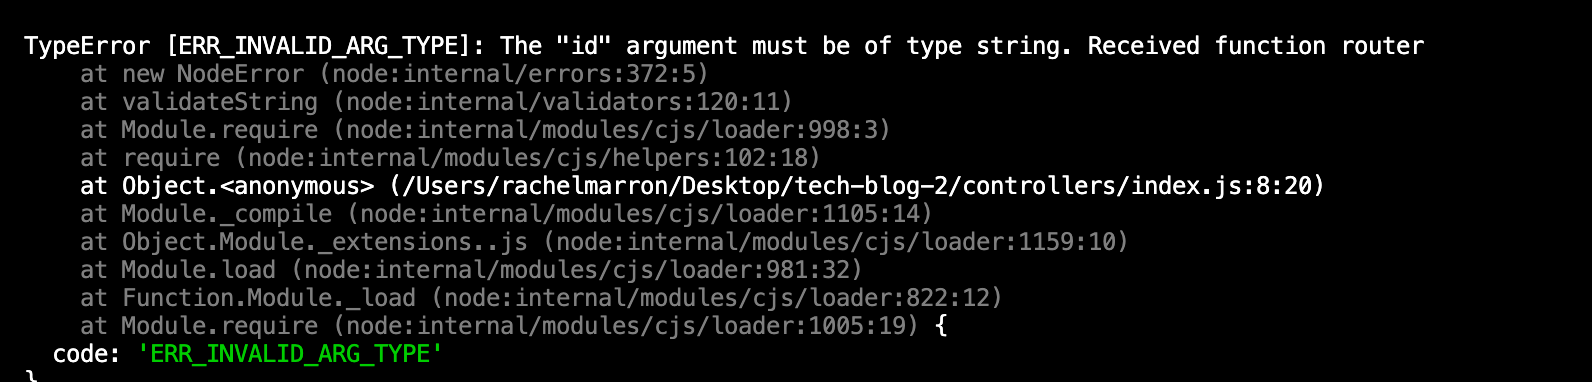 TypeError [ERR_INVALID_ARG_TYPE]: The "id" argument must be of type string. Received function router
    at new NodeError (node:internal/errors:372:5)
    at validateString (node:internal/validators:120:11)
    at Module.require (node:internal/modules/cjs/loader:998:3)
    at require (node:internal/modules/cjs/helpers:102:18)
    at Object.<anonymous> (/Users/rachelmarron/Desktop/tech-blog-2/controllers/index.js:8:20)
    at Module._compile (node:internal/modules/cjs/loader:1105:14)
    at Object.Module._extensions..js (node:internal/modules/cjs/loader:1159:10)
    at Module.load (node:internal/modules/cjs/loader:981:32)
    at Function.Module._load (node:internal/modules/cjs/loader:822:12)
    at Module.require (node:internal/modules/cjs/loader:1005:19) {
  code: 'ERR_INVALID_ARG_TYPE'
}